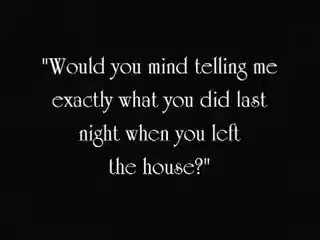 "Would you mind telling me
exactly what you did last
night when you left
the house?"